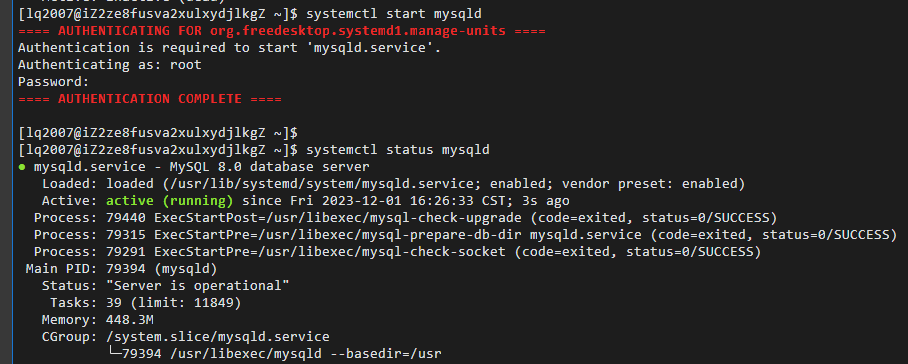 [lq2007@iZ2ze8fusva2xulxydjlkgZ ~]$ systemctl start mysqld
==== AUTHENTICATING FOR org.freedesktop.systemd1.manage-units ====
Authentication is required to start 'mysqld.service'.
Authenticating as: root
Password:
==== AUTHENTICATION COMPLETE ====
[lq2007@iZ2ze8fusva2xulxydjlkgZ ~]$
[lq2007@iZ2ze8fusva2xulxydjlkgZ ~]$ systemctl status mysqld
● mysqld.service - MySQL 8.0 database server
Loaded: loaded (/usr/lib/systemd/system/mysqld.service; enabled; vendor preset: enabled)
Active: active (running) since Fri 2023-12-01 16:26:33 CST; 3s ago
Process: 79440 ExecStartPost=/usr/libexec/mysql-check-upgrade (code=exited, status=0/SUCCESS)
Process: 79315 ExecStartPre=/usr/libexec/mysql-prepare-db-dir mysqld.service (code=exited, status=0/SUCCESS)
Process: 79291 ExecStartPre=/usr/libexec/mysql-check-socket (code=exited, status=0/SUCCESS)
Main PID: 79394 (mysqld)
Status: "Server is operational"
Tasks: 39 (limit: 11849)
Memory: 448.3M
CGroup: /system.slice/mysqld.service
└─79394 /usr/libexec/mysqld --basedir=/usr